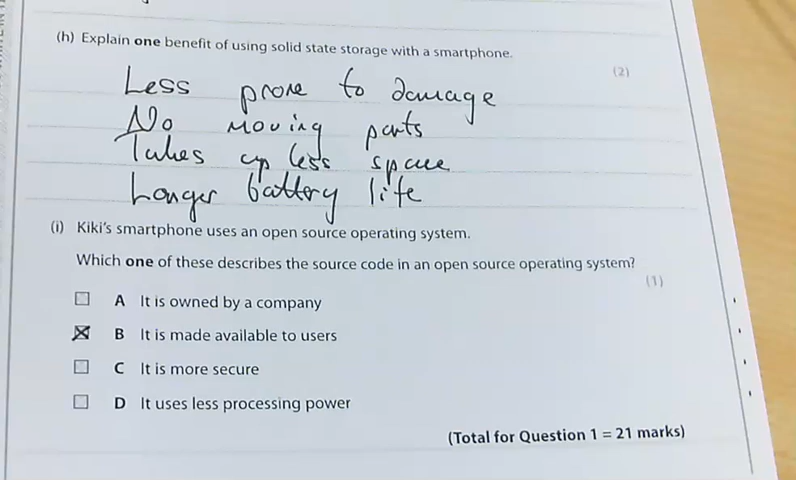 (h) Explain one benefit of using solid state storage with a smartphone.
(2)
Less prone to damage
No moving parts
Takes up less space
Longer battery life
(i) Kiki's smartphone uses an open source operating system.
Which one of these describes the source code in an open source operating system?
(1)
A It is owned by a company
B It is made available to users
C It is more secure
D It uses less processing power
(Total for Question 1 = 21 marks)